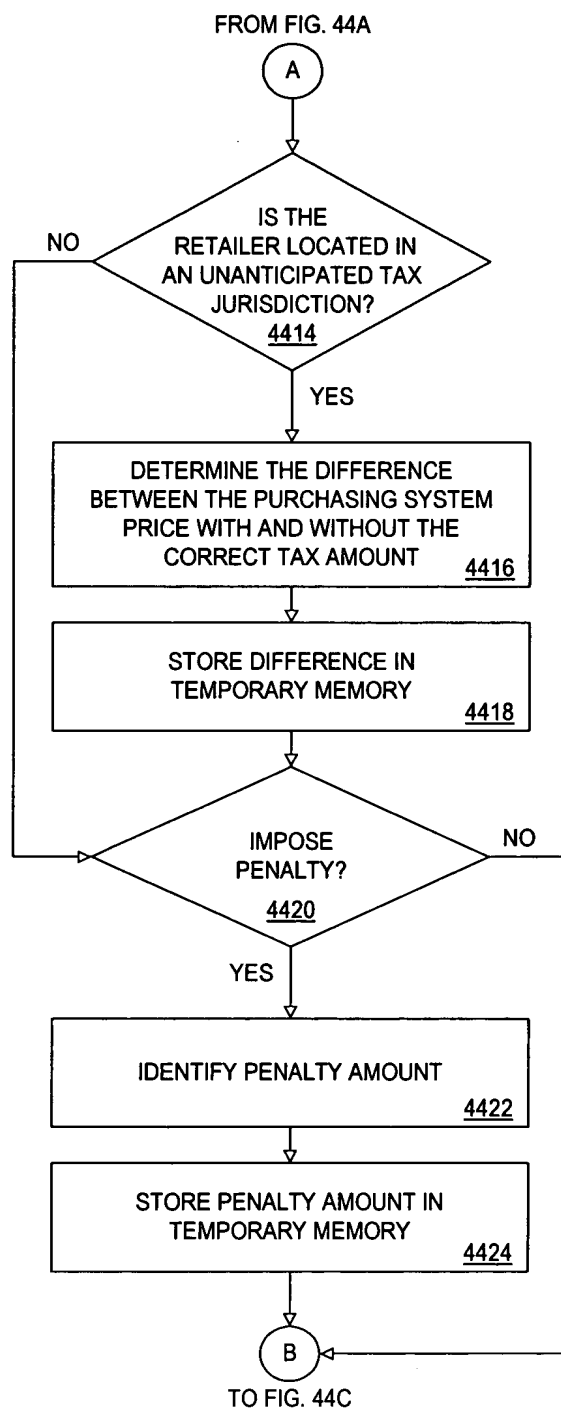 FROM FIG. 44A
A
IS THE
RETAILER LOCATED IN
AN UNANTICIPATED TAX
JURISDICTION?
4414
NO
YES
DETERMINE THE DIFFERENCE
BETWEEN THE PURCHASING SYSTEM
PRICE WITH AND WITHOUT THE
CORRECT TAX AMOUNT
4416
STORE DIFFERENCE IN
TEMPORARY MEMORY
4418
IMPOSE
PENALTY?
4420
NO
YES
IDENTIFY PENALTY AMOUNT
4422
STORE PENALTY AMOUNT IN
TEMPORARY MEMORY
4424
B
TO FIG. 44C